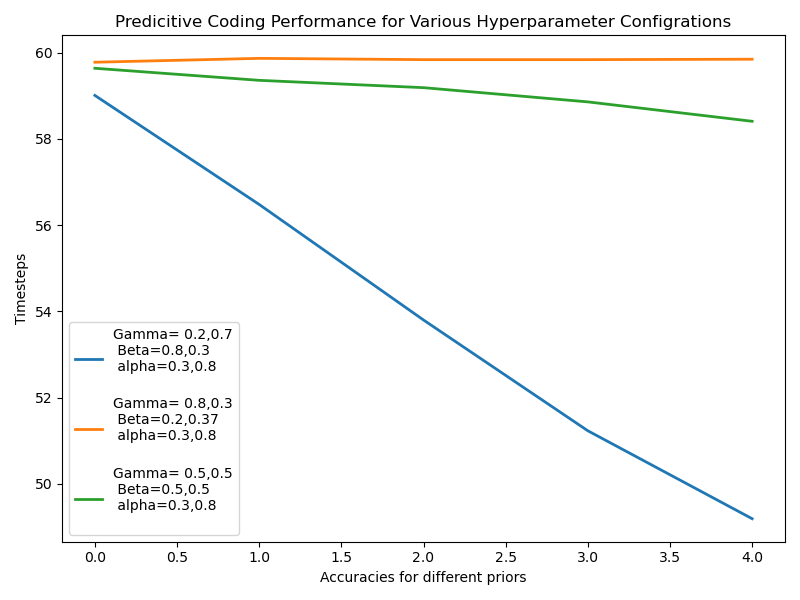 Predicitive Coding Performance for Various Hyperparameter Configrations
Timesteps
60
58
56
54
52
50
Gamma= 0.2,0.7
Beta=0.8,0.3
alpha=0.3,0.8
Gamma= 0.8,0.3
Beta=0.2,0.37
alpha=0.3,0.8
Gamma= 0.5,0.5
Beta=0.5,0.5
alpha=0.3,0.8
0.0 0.5 1.0 1.5 2.0 2.5 3.0 3.5 4.0
Accuracies for different priors